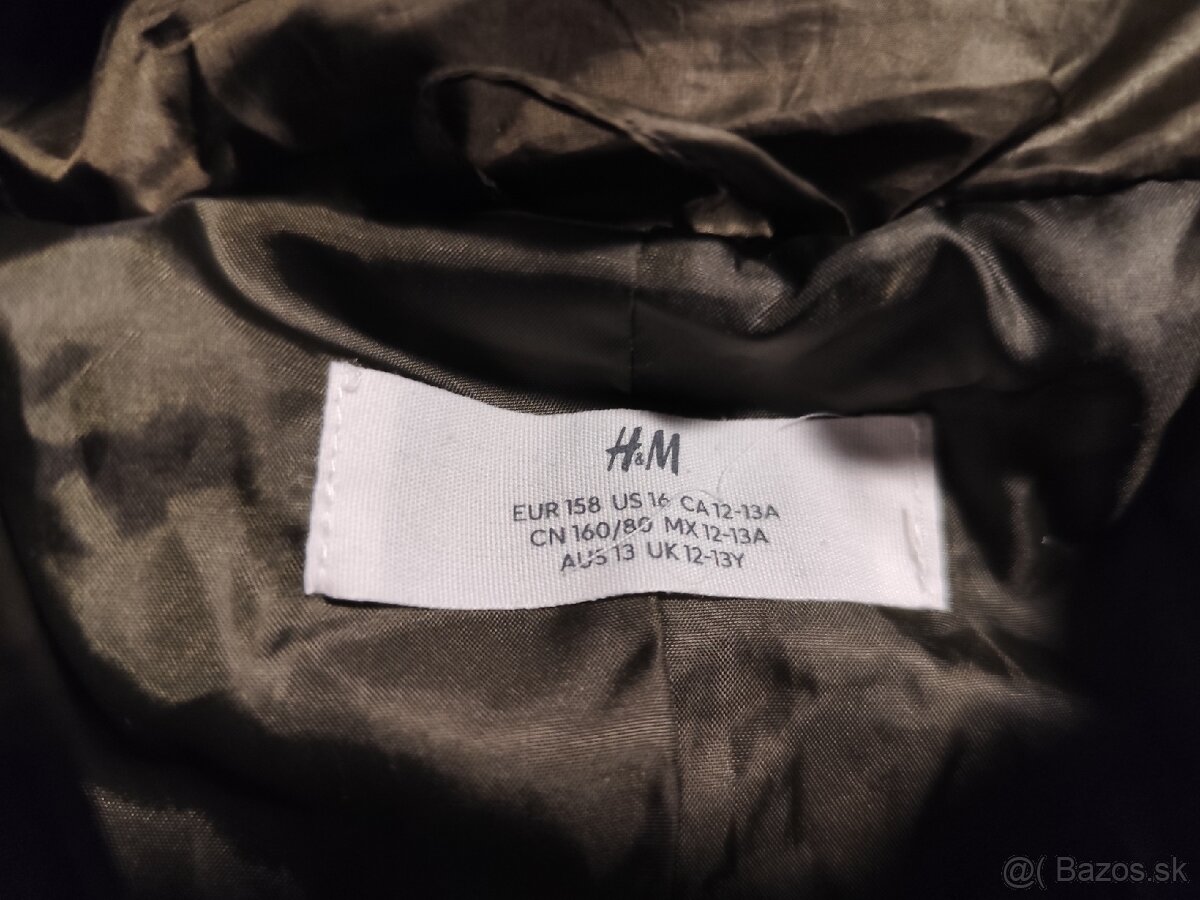 H&M
EUR 158 US 16 CA 12-13A
CN 160/80 MX 12-13A
AUS 13 UK 12-13Y
@( Bazos.sk